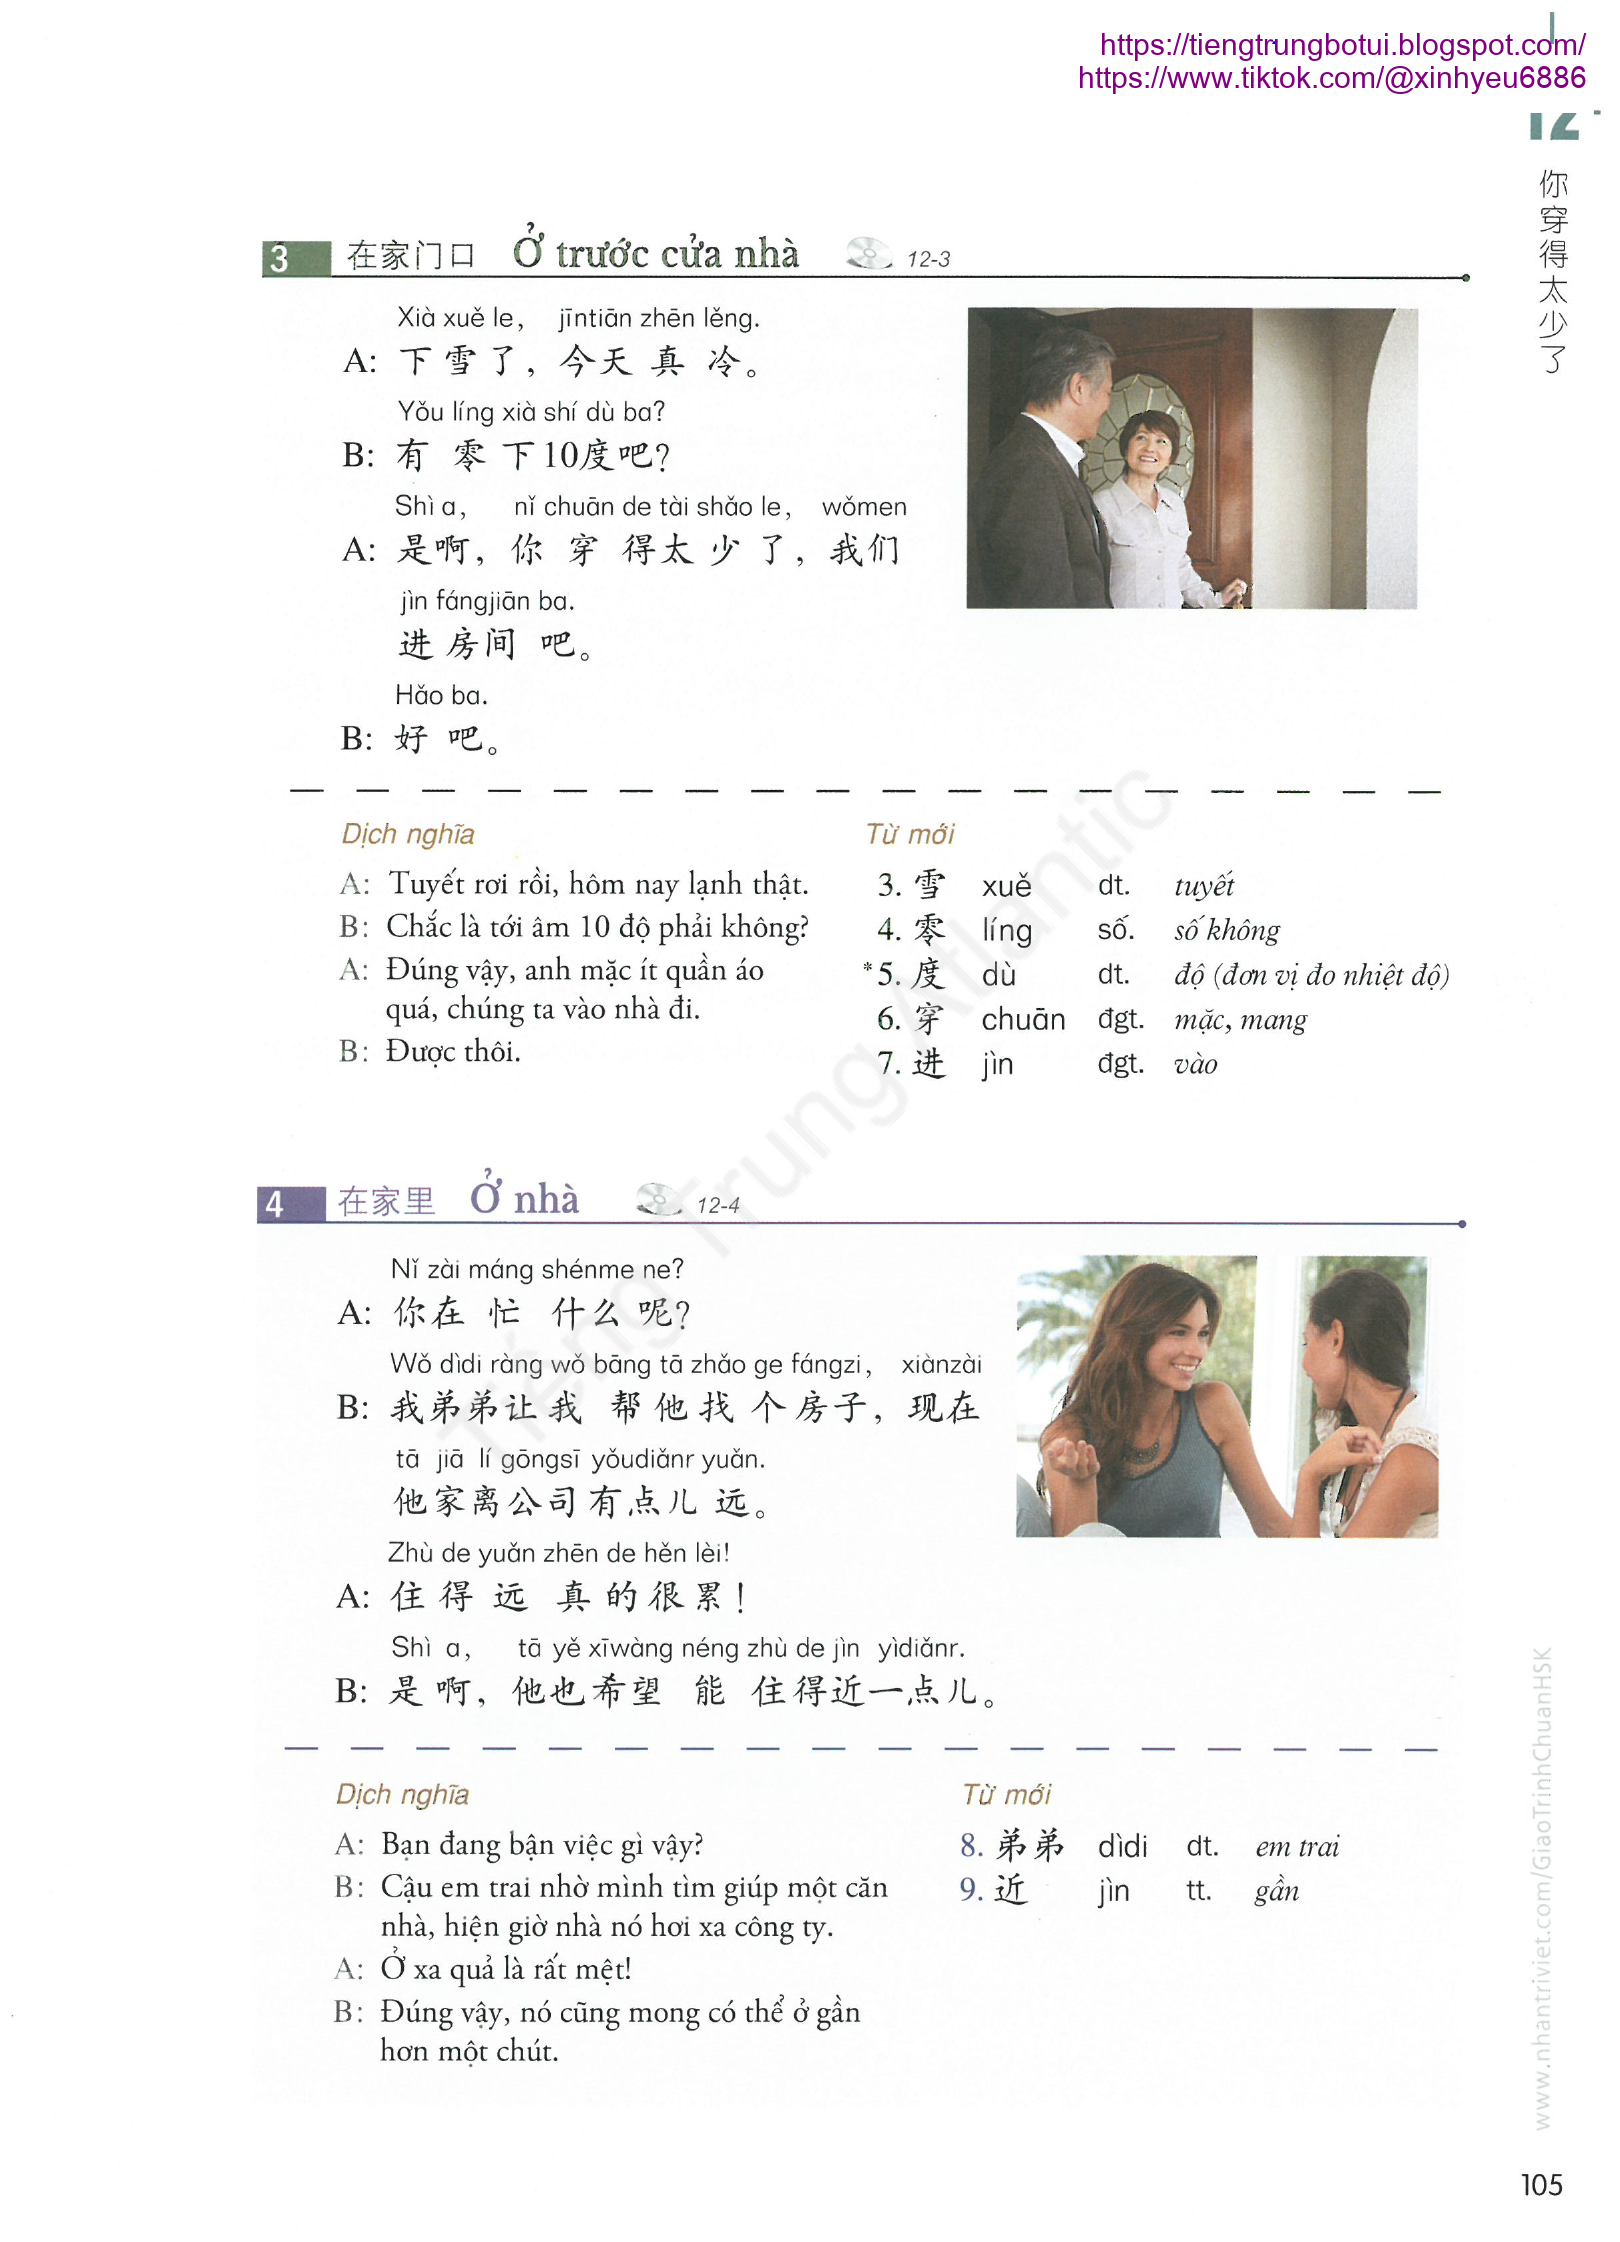 https://tiengtrungbotui.blogspot.com/
https://www.tiktok.com/@xinhyeu6886
12
你穿得太少了
3 在家门口 Ở trước cửa nhà 12-3
Xià xuě le, jīntiān zhēn lěng.
A: 下雪了，今天真冷。
Yǒu líng xià shí dù ba?
B: 有零下10度吧?
Shì a, nǐ chuān de tài shǎo le, wǒmen
A: 是啊，你穿得太少了，我们
jìn fángjiān ba.
进房间吧。
Hǎo ba.
B: 好吧。
Dịch nghĩa
A: Tuyết rơi rồi, hôm nay lạnh thật.
B: Chắc là tới âm 10 độ phải không?
A: Đúng vậy, anh mặc ít quần áo
quá, chúng ta vào nhà đi.
B: Được thôi.
Từ mới
3. 雪 xuě dt. tuyết
4. 零 líng số. số không
*5. 度 dù dt. độ (đơn vị đo nhiệt độ)
6. 穿 chuān đgt. mặc, mang
7. 进 jìn đgt. vào
4 在家里 Ở nhà 12-4
Nǐ zài máng shénme ne?
A: 你在忙什么呢?
Wǒ dìdi ràng wǒ bāng tā zhǎo ge fángzi, xiànzài
B: 我弟弟让我帮他找个房子，现在
tā jiā lí gōngsī yǒudiǎnr yuǎn.
他家离公司有点儿远。
Zhù de yuǎn zhēn de hěn lèi!
A: 住得远真的很累!
Shì a, tā yě xīwàng néng zhù de jìn yìdiǎnr.
B: 是啊，他也希望能住得近一点儿。
Dịch nghĩa
A: Bạn đang bận việc gì vậy?
B: Cậu em trai nhờ mình tìm giúp một căn
nhà, hiện giờ nhà nó hơi xa công ty.
A: Ở xa quả là rất mệt!
B: Đúng vậy, nó cũng mong có thể ở gần
hơn một chút.
Từ mới
8. 弟弟 dìdi dt. em trai
9. 近 jìn tt. gần
Tiếng Trung Atlantic
www.nhantriviet.com/GiaoTrinhChuanHSK
105